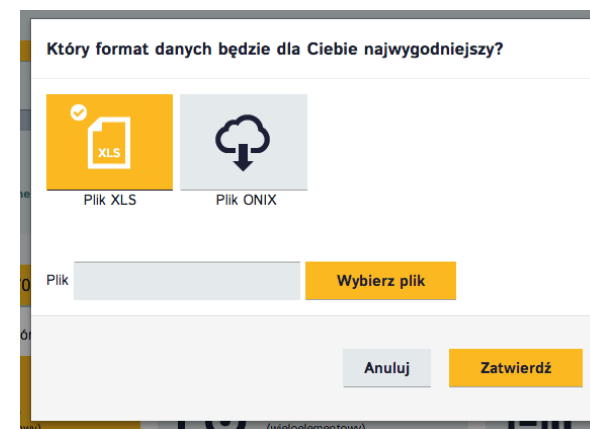 Który format danych będzie dla Ciebie najwygodniejszy?
XLS
Plik XLS
Plik ONIX
Plik
Wybierz plik
Anuluj
Zatwierdź
(wieloelementowy)